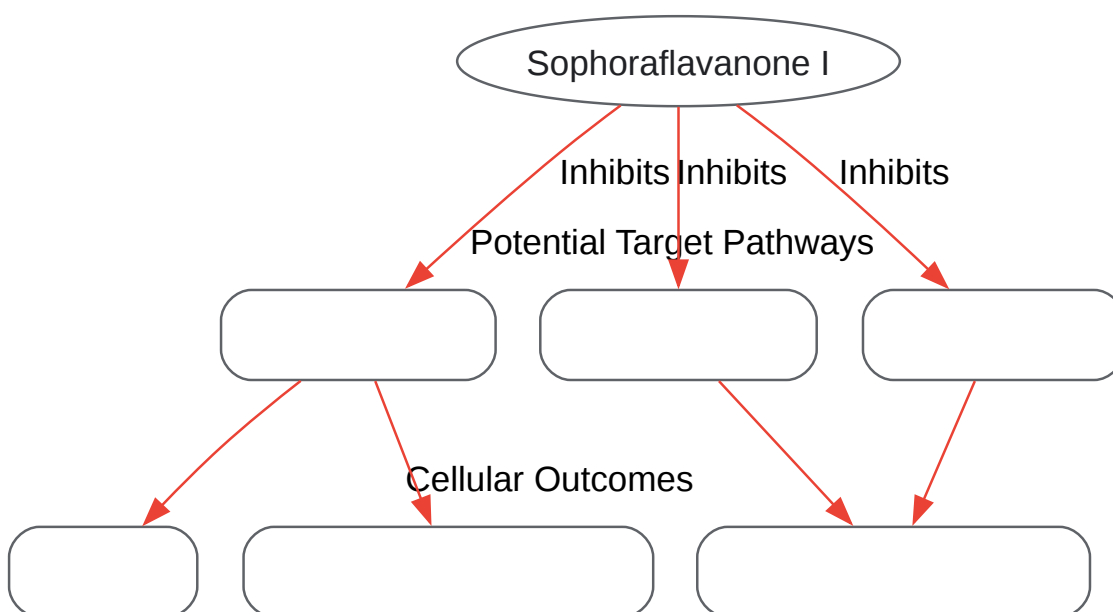 Sophoraflavanone I
Inhibits Inhibits Inhibits
Potential Target Pathways
Cellular Outcomes